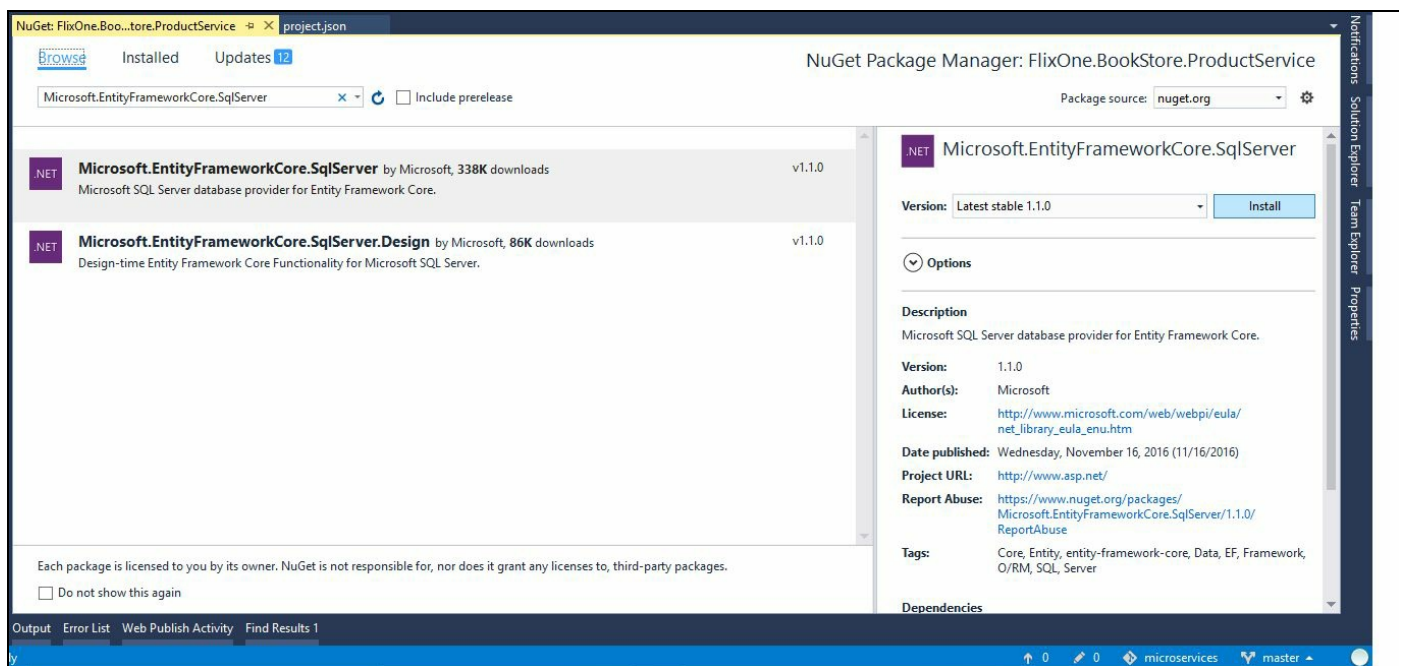 NuGet: FlixOne.Boo...tore.ProductService project.json
Browse Installed Updates 12
NuGet Package Manager: FlixOne.BookStore.ProductService
Microsoft.EntityFrameworkCore.SqlServer Include prerelease
Package source: nuget.org
.NET
Microsoft.EntityFrameworkCore.SqlServer by Microsoft, 338K downloads v1.1.0
Microsoft SQL Server database provider for Entity Framework Core.
.NET
Microsoft.EntityFrameworkCore.SqlServer.Design by Microsoft, 86K downloads v1.1.0
Design-time Entity Framework Core Functionality for Microsoft SQL Server.
Each package is licensed to you by its owner. NuGet is not responsible for, nor does it grant any licenses to, third-party packages.
Do not show this again
.NET
Microsoft.EntityFrameworkCore.SqlServer
Version: Latest stable 1.1.0 Install
Options
Description
Microsoft SQL Server database provider for Entity Framework Core.
Version: 1.1.0
Author(s): Microsoft
License: http://www.microsoft.com/web/webpi/eula/
net_library_eula_enu.htm
Date published: Wednesday, November 16, 2016 (11/16/2016)
Project URL: http://www.asp.net/
Report Abuse: https://www.nuget.org/packages/
Microsoft.EntityFrameworkCore.SqlServer/1.1.0/
ReportAbuse
Tags: Core, Entity, entity-framework-core, Data, EF, Framework,
O/RM, SQL, Server
Dependencies
Notifications
Solution Explorer
Team Explorer
Properties
Output Error List Web Publish Activity Find Results 1
ly 0 0 microservices master